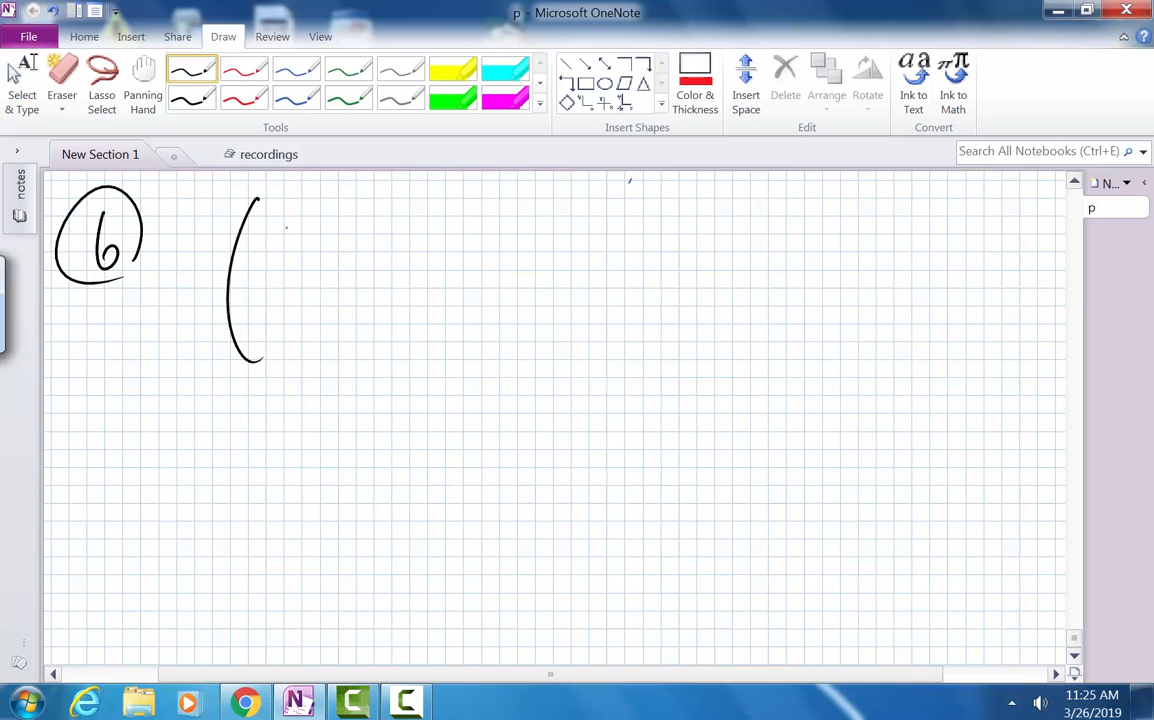 p - Microsoft OneNote
File Home Insert Share Draw Review View
Select & Type
Eraser
Lasso Select
Panning Hand
Color & Thickness
Insert Space
Delete
Arrange
Rotate
Ink to Text
Ink to Math
Tools Insert Shapes Edit Convert
New Section 1 recordings Search All Notebooks (Ctrl+E)
notes
N...
p
6 (
11:25 AM
3/26/2019